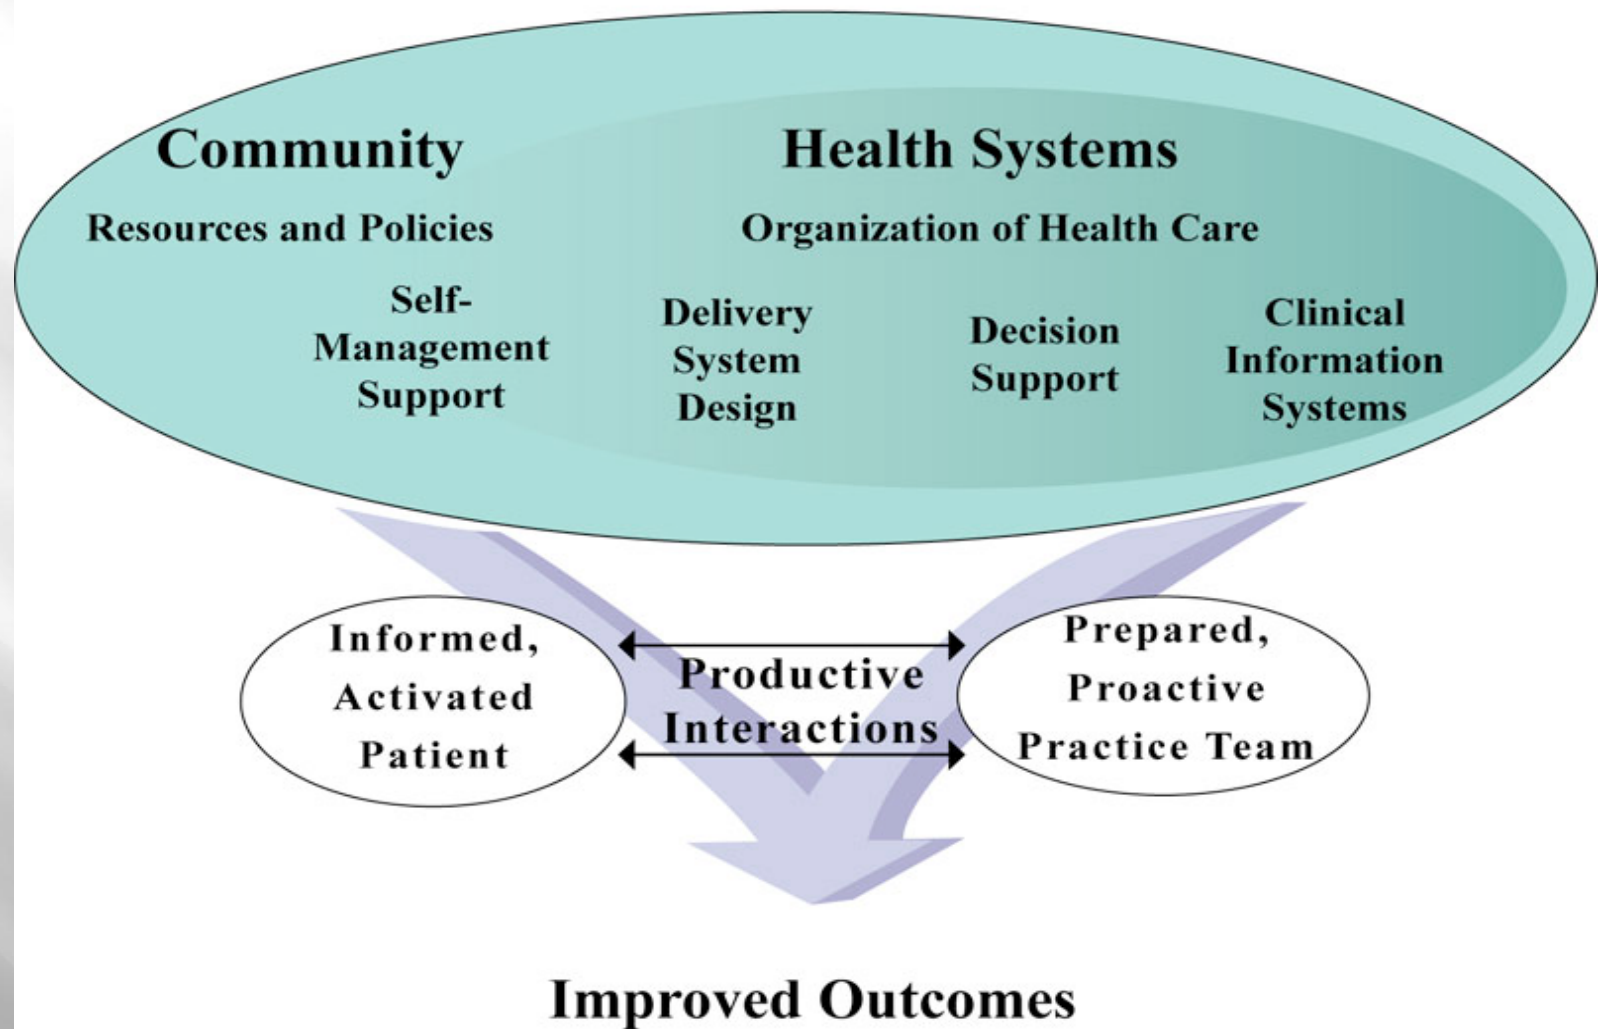 Community
Health Systems
Resources and Policies
Organization of Health Care
Self-
Management
Support
Delivery
System
Design
Decision
Support
Clinical
Information
Systems
Informed,
Activated
Patient
Productive
Interactions
Prepared,
Proactive
Practice Team
Improved Outcomes